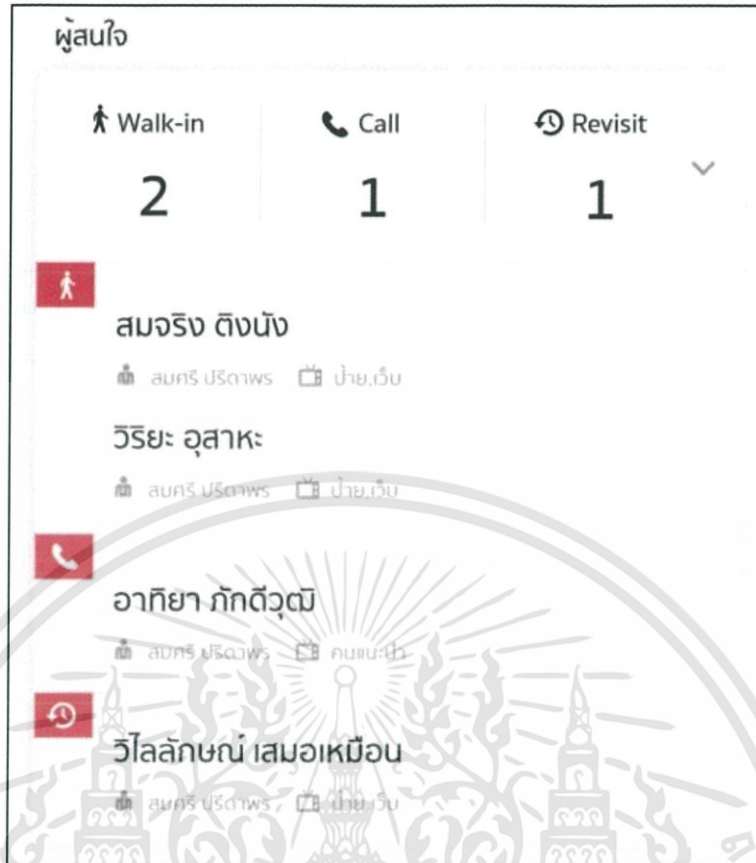 ผู้สนใจ
Walk-in Call Revisit
2 1 1
สมจริง ติงนัง
สมศรี ปรีดาพร ป้าย,เว็บ
วิริยะ อุสาหะ
สมศรี ปรีดาพร ป้าย,เว็บ
อาทิยา ภักดีวุฒิ
สมศรี ปรีดาพร คนแนะนำ
วิไลลักษณ์ เสมอเหมือน
สมศรี ปรีดาพร ป้าย,เว็บ